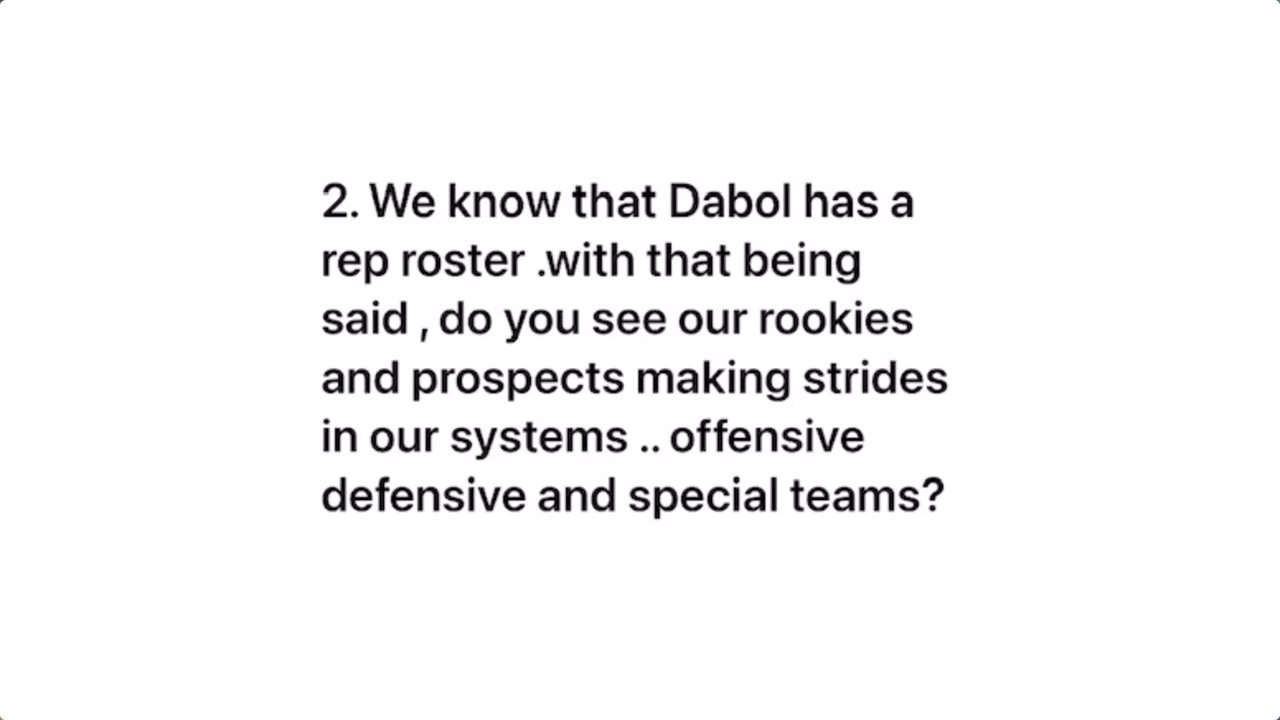 2. We know that Dabol has a
rep roster .with that being
said , do you see our rookies
and prospects making strides
in our systems .. offensive
defensive and special teams?